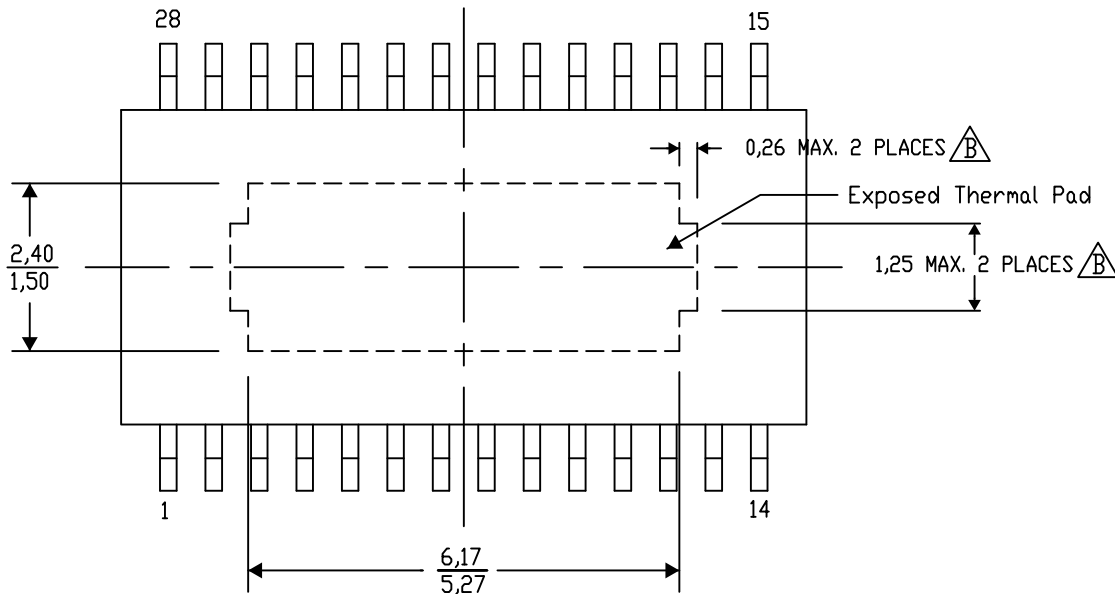 28
15
0,26 MAX. 2 PLACES B
Exposed Thermal Pad
2,40
1,50
1,25 MAX. 2 PLACES B
1
14
6,17
5,27